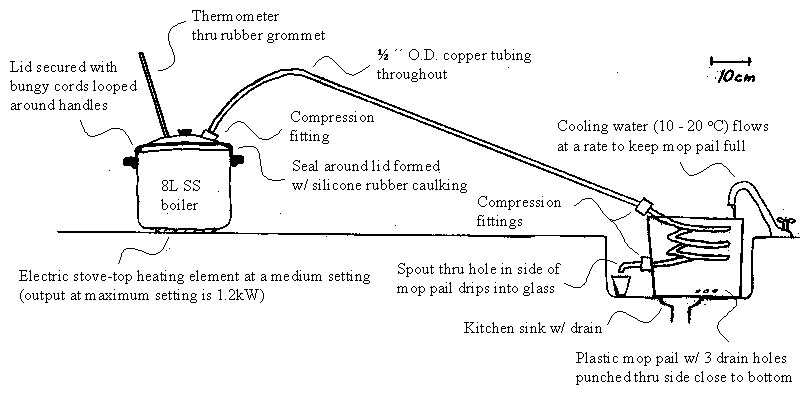 Thermometer
thru rubber grommet
½ ˝ O.D. copper tubing
throughout
10cm
Lid secured with
bungy cords looped
around handles
Compression
fitting
Cooling water (10 - 20 °C) flows
at a rate to keep mop pail full
Seal around lid formed
w/ silicone rubber caulking
8L SS
boiler
Compression
fittings
Electric stove-top heating element at a medium setting
(output at maximum setting is 1.2kW)
Spout thru hole in side of
mop pail drips into glass
Kitchen sink w/ drain
Plastic mop pail w/ 3 drain holes
punched thru side close to bottom